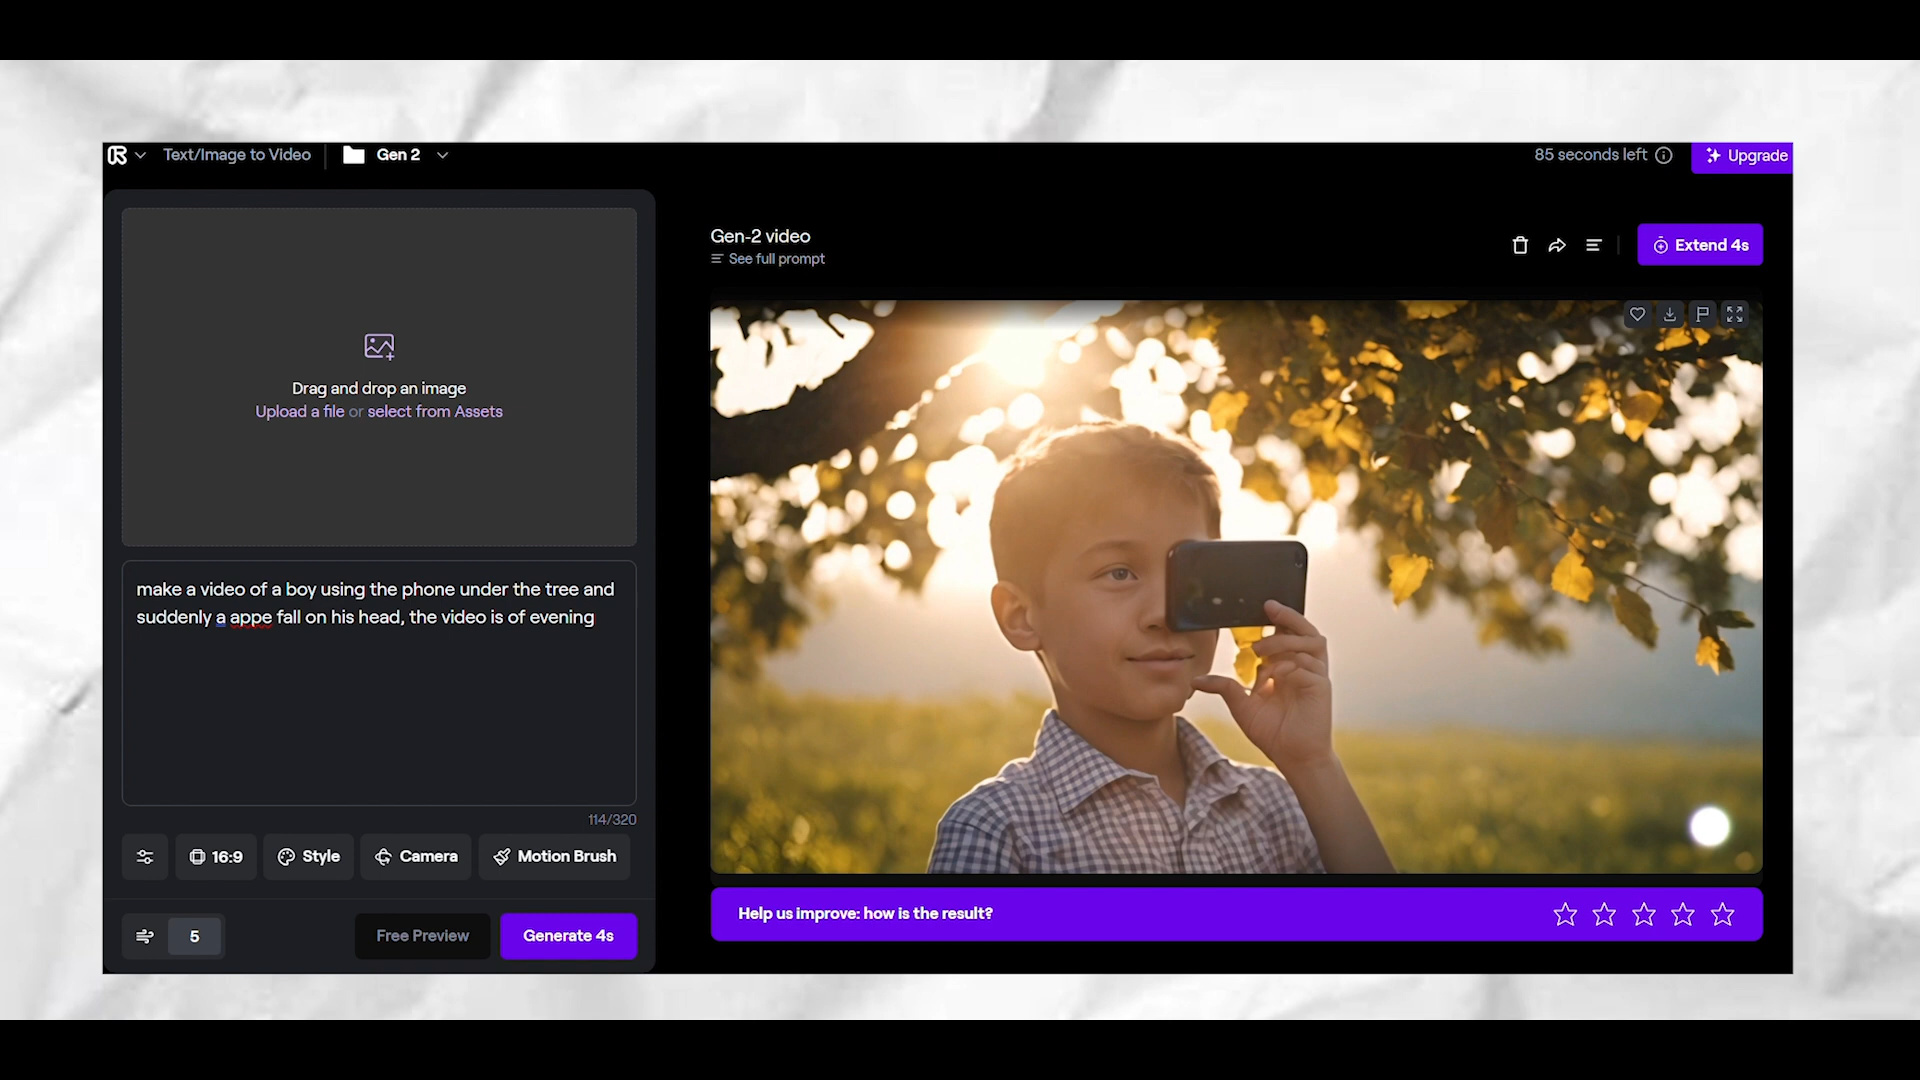 Text/Image to Video
Gen 2
85 seconds left
Upgrade
Drag and drop an image
Upload a file or select from Assets
make a video of a boy using the phone under the tree and
suddenly a appe fall on his head, the video is of evening
114/320
16:9
Style
Camera
Motion Brush
5
Free Preview
Generate 4s
Gen-2 video
See full prompt
Extend 4s
Help us improve: how is the result?